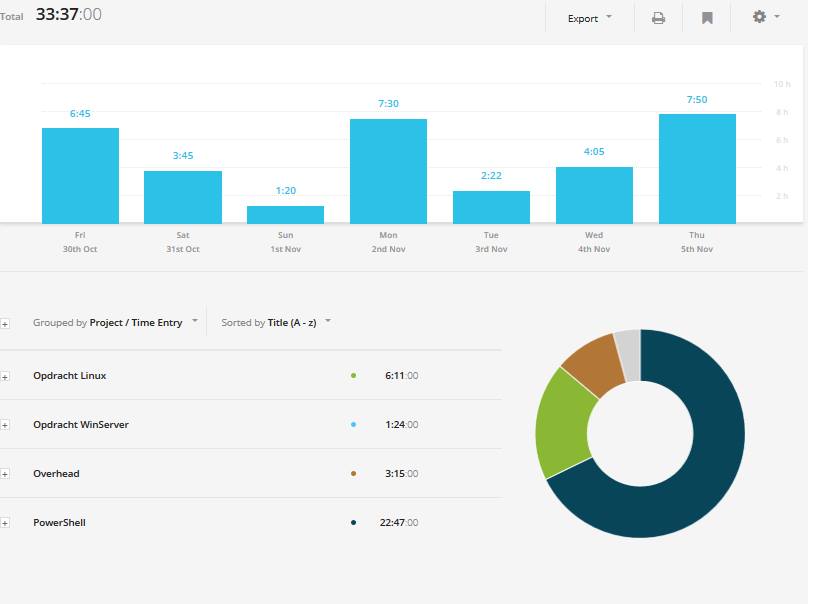 Total 33:37:00 Export
10 h
8 h
6 h
4 h
2 h
6:45 3:45 1:20 7:30 2:22 4:05 7:50
Fri Sat Sun Mon Tue Wed Thu
30th Oct 31st Oct 1st Nov 2nd Nov 3rd Nov 4th Nov 5th Nov
Grouped by Project / Time Entry Sorted by Title (A - z)
Opdracht Linux 6:11:00
Opdracht WinServer 1:24:00
Overhead 3:15:00
PowerShell 22:47:00